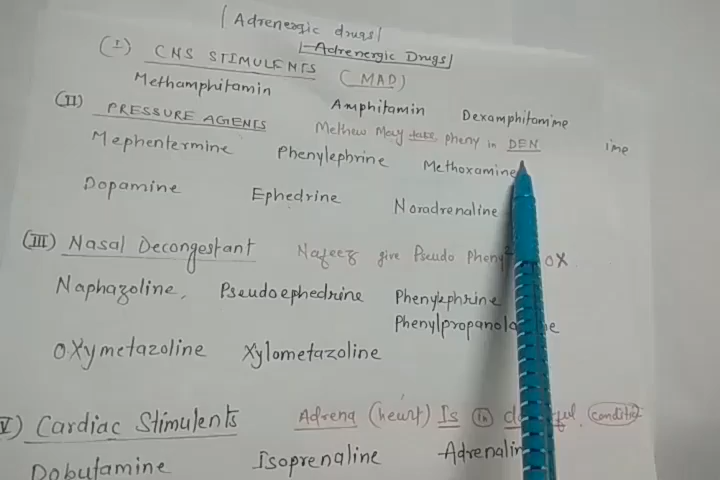 Adrenergic drugs
Adrenergic Drugs
(I) CNS STIMULENTS (MAD)
Methamphitamin Amphitamin Dexamphitamine
(II) PRESSURE AGENTS Methew May take pheny in DEN ime
Mephentermine Phenylephrine Methoxamine
Dopamine Ephedrine Noradrenaline
(III) Nasal Decongestant give Pseudo OX
Naphazoline, Pseudoephedrine Phenylephrine
Oxymetazoline Xylometazoline
V) Cardiac Stimulents Adrena (heart) Is in
Dobutamine Isoprenaline